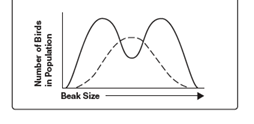 Number of Birds
in Population
Beak Size